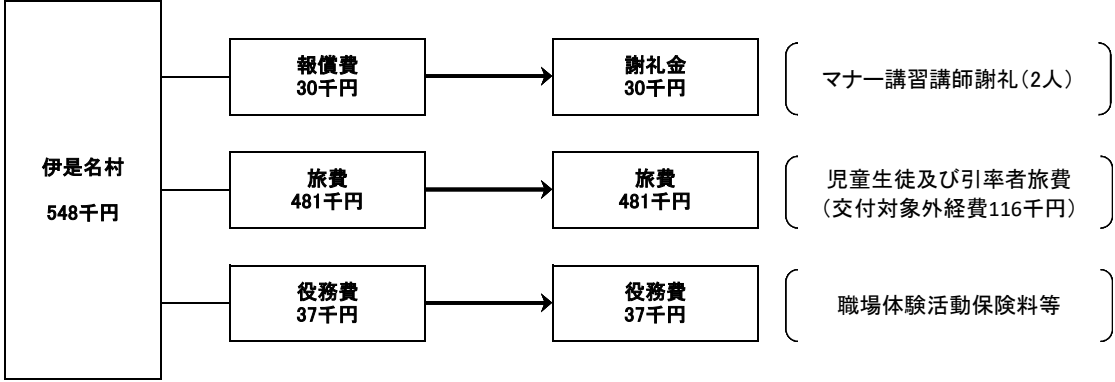 伊是名村
548千円
報償費
30千円
謝礼金
30千円
マナー講習講師謝礼（2人）
旅費
481千円
旅費
481千円
児童生徒及び引率者旅費
（交付対象外経費116千円）
役務費
37千円
役務費
37千円
職場体験活動保険料等